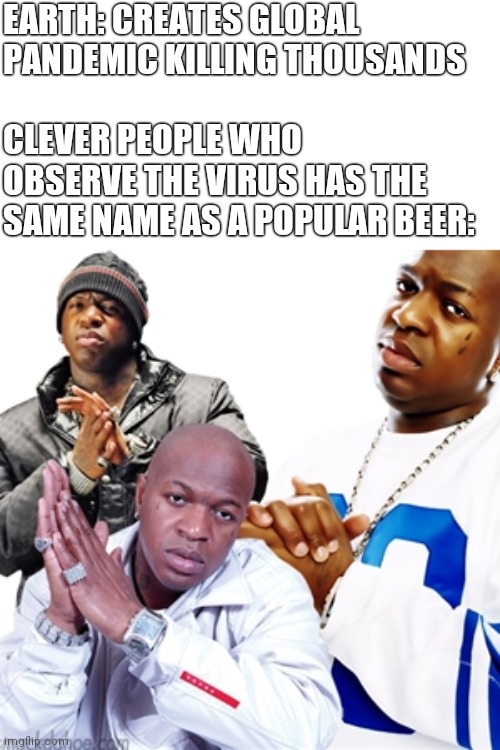 EARTH: CREATES GLOBAL
PANDEMIC KILLING THOUSANDS
CLEVER PEOPLE WHO
OBSERVE THE VIRUS HAS THE
SAME NAME AS A POPULAR BEER:
imgflip.com